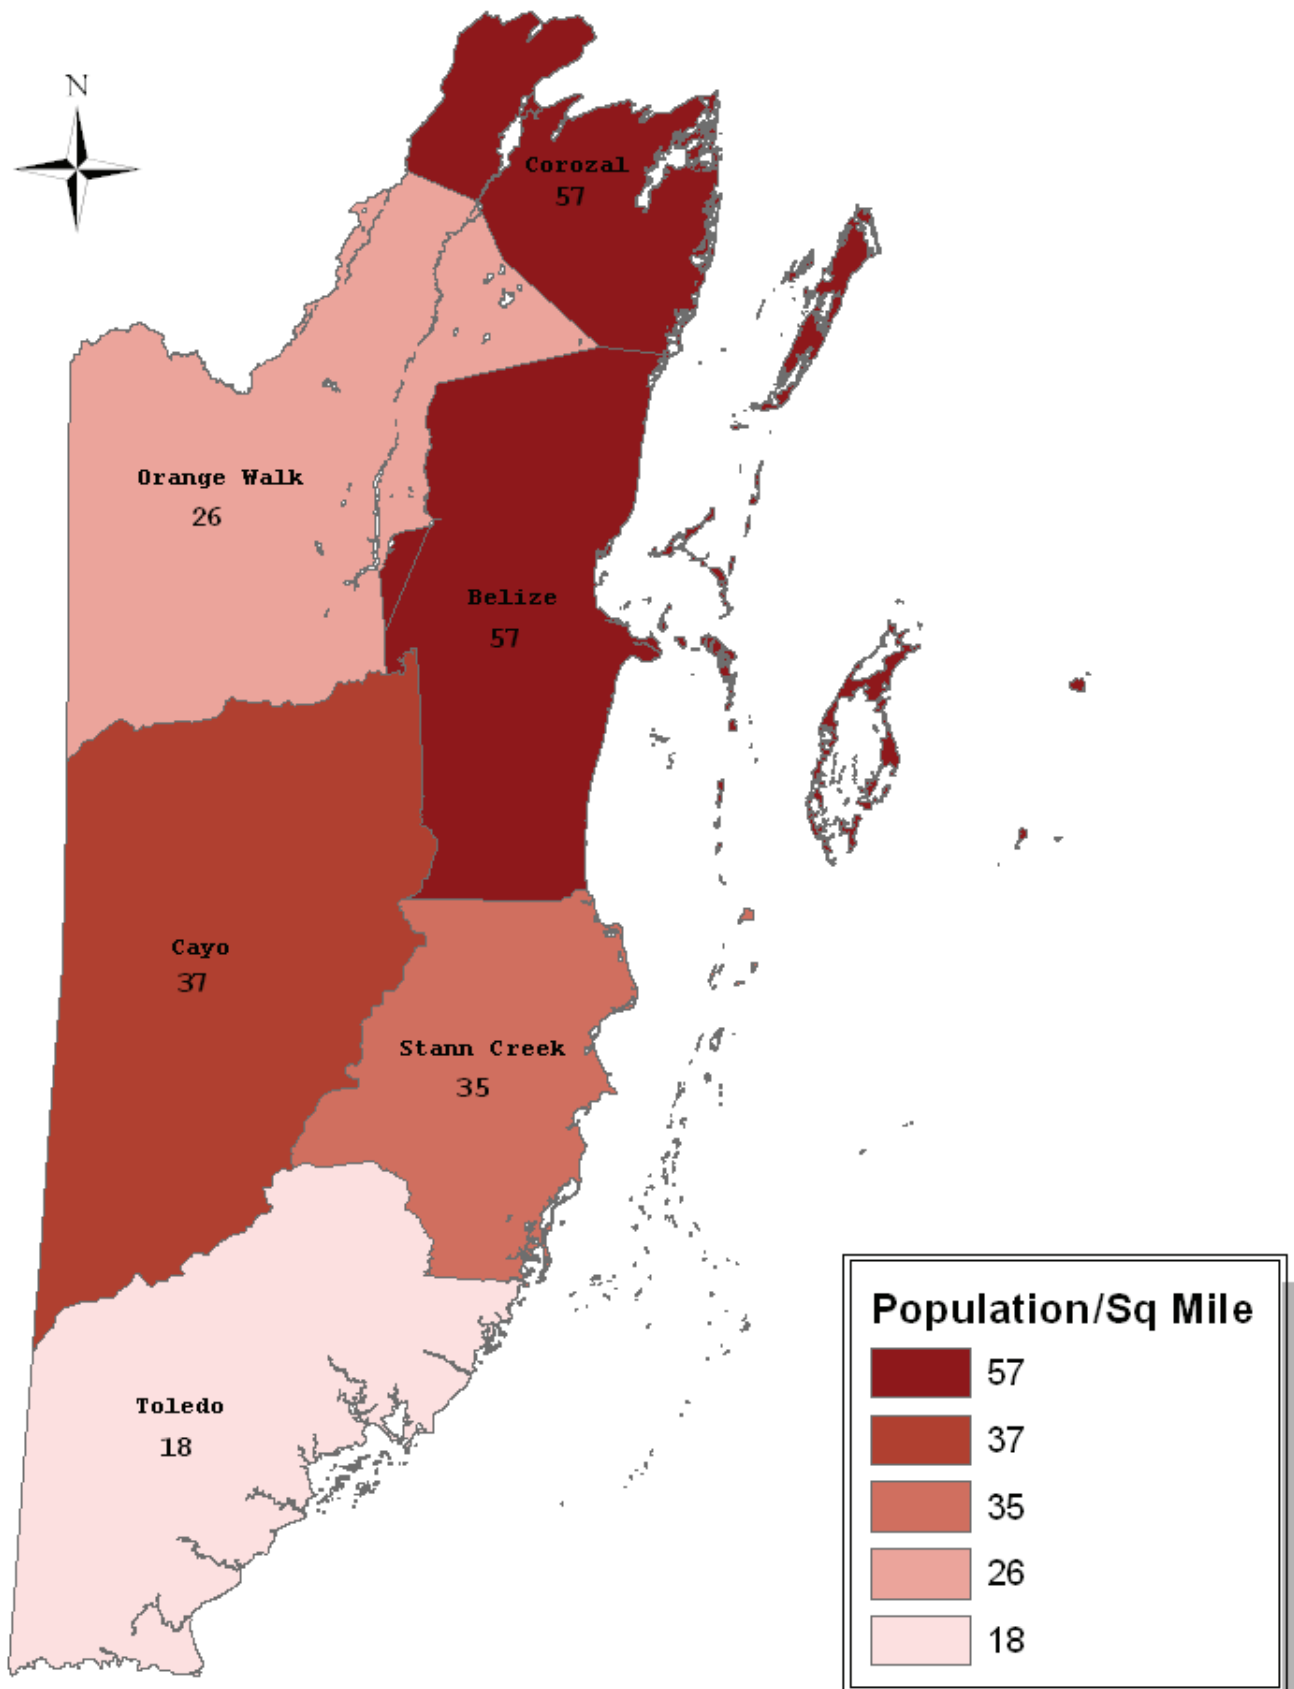 N
Corozal
57
Orange Walk
26
Belize
57
Cayo
37
Stann Creek
35
Toledo
18
Population/Sq Mile
57
37
35
26
18